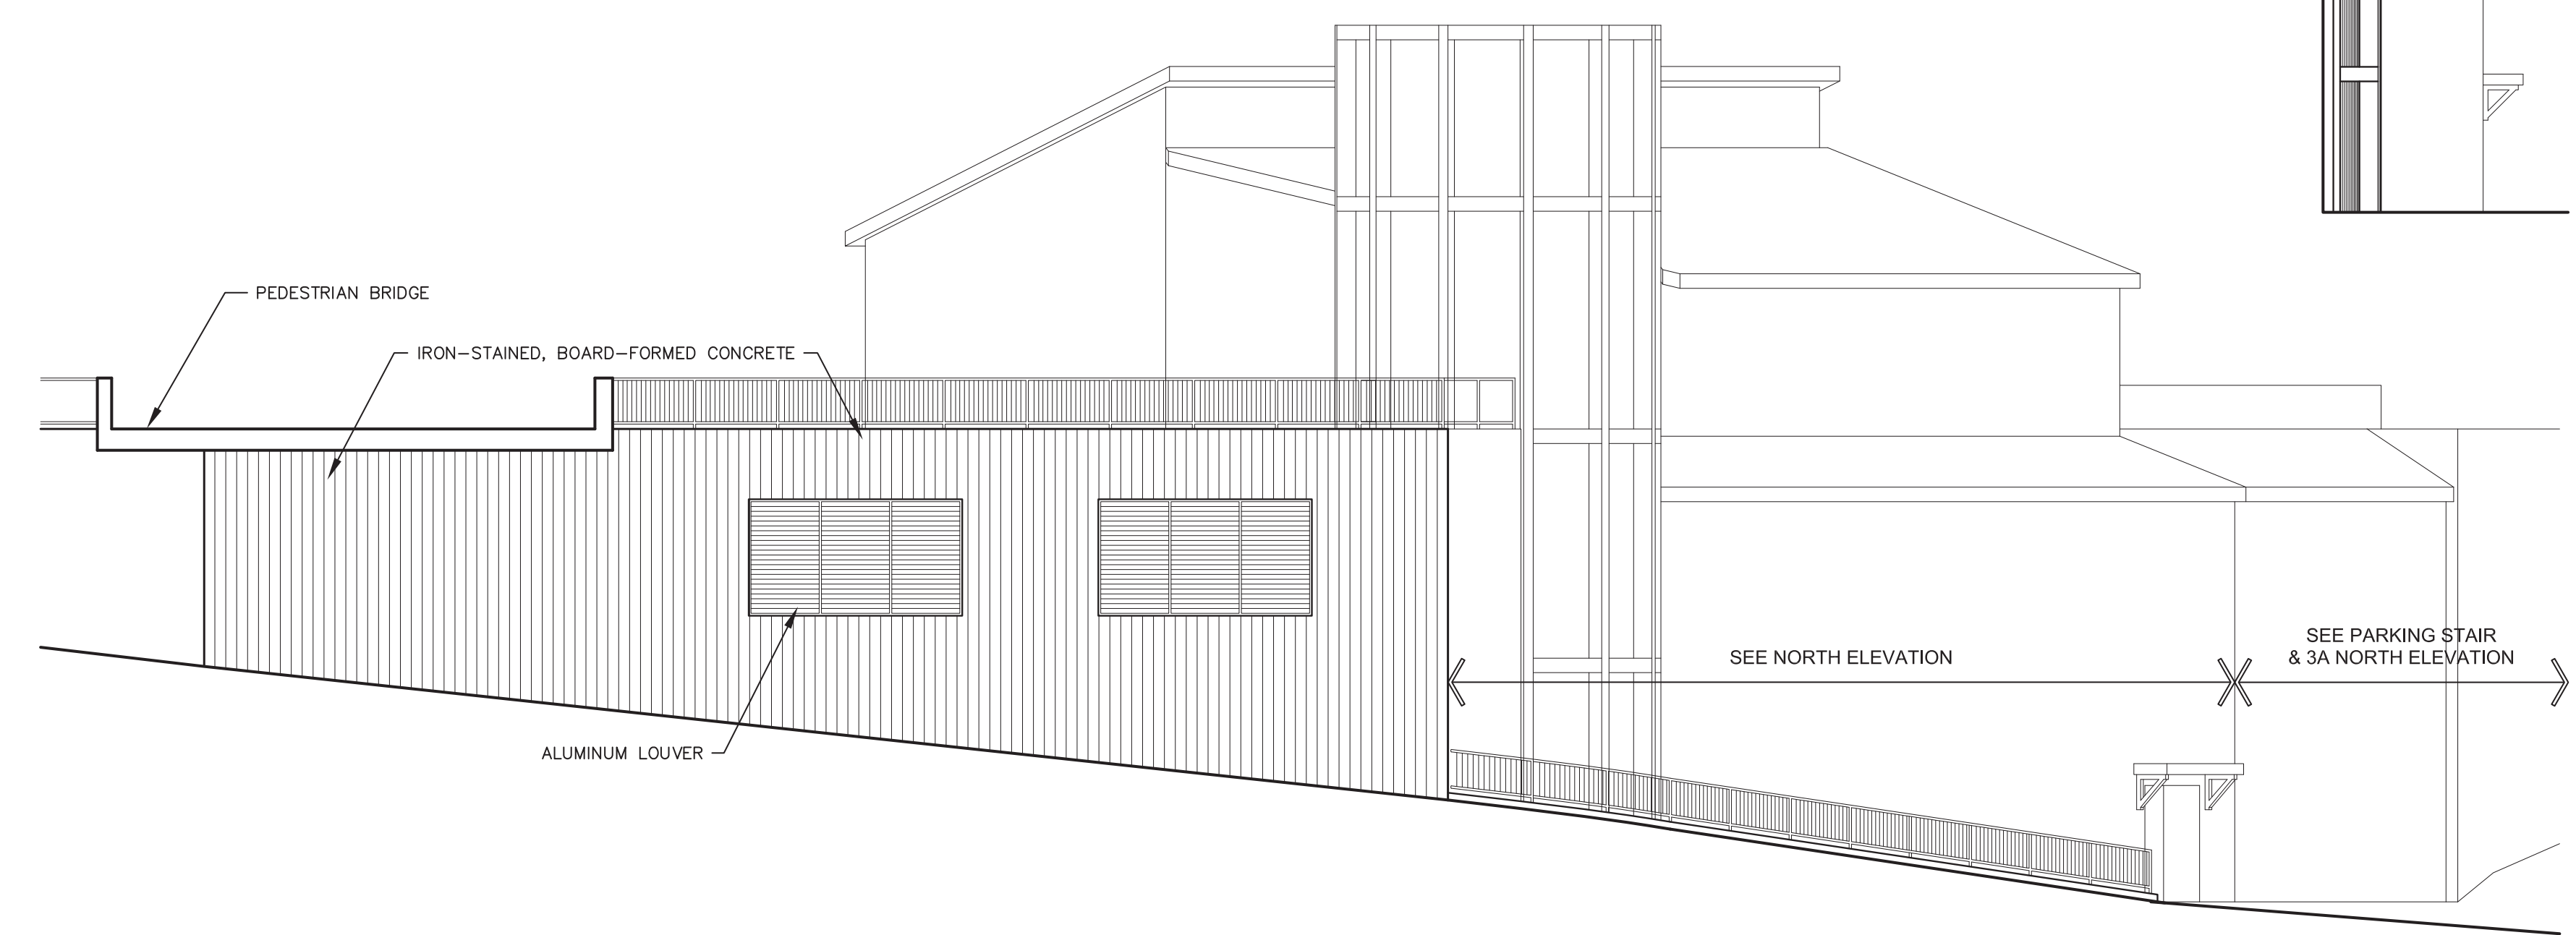 PEDESTRIAN BRIDGE
IRON-STAINED, BOARD-FORMED CONCRETE
SEE NORTH ELEVATION
SEE PARKING STAIR
& 3A NORTH ELEVATION
ALUMINUM LOUVER